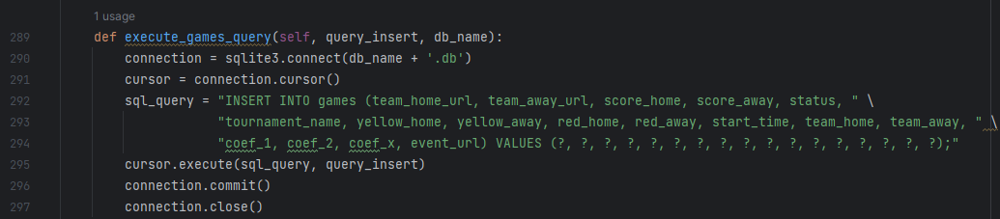 1 usage
289 def execute_games_query(self, query_insert, db_name):
290 connection = sqlite3.connect(db_name + '.db')
291 cursor = connection.cursor()
292 sql_query = "INSERT INTO games (team_home_url, team_away_url, score_home, score_away, status, " \
293 "tournament_name, yellow_home, yellow_away, red_home, red_away, start_time, team_home, team_away, " \
294 "coef_1, coef_2, coef_x, event_url) VALUES (?, ?, ?, ?, ?, ?, ?, ?, ?, ?, ?, ?, ?, ?, ?, ?, ?);"
295 cursor.execute(sql_query, query_insert)
296 connection.commit()
297 connection.close()